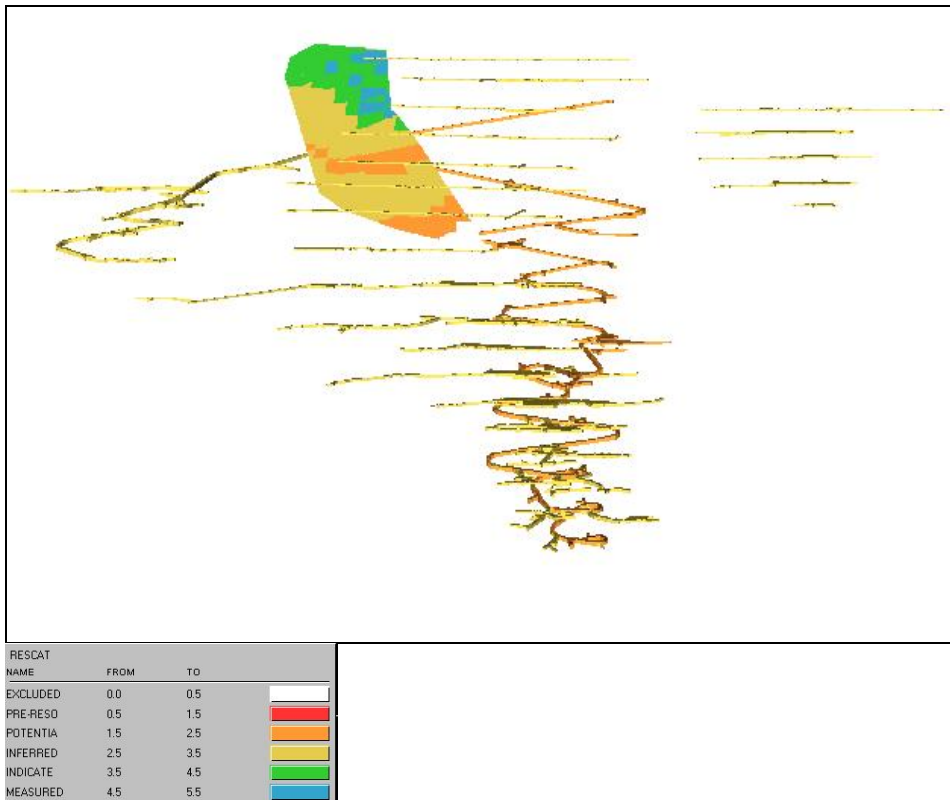 RESCAT
NAME FROM TO
EXCLUDED 0.0 0.5
PRE-RESO 0.5 1.5
POTENTIA 1.5 2.5
INFERRED 2.5 3.5
INDICATE 3.5 4.5
MEASURED 4.5 5.5